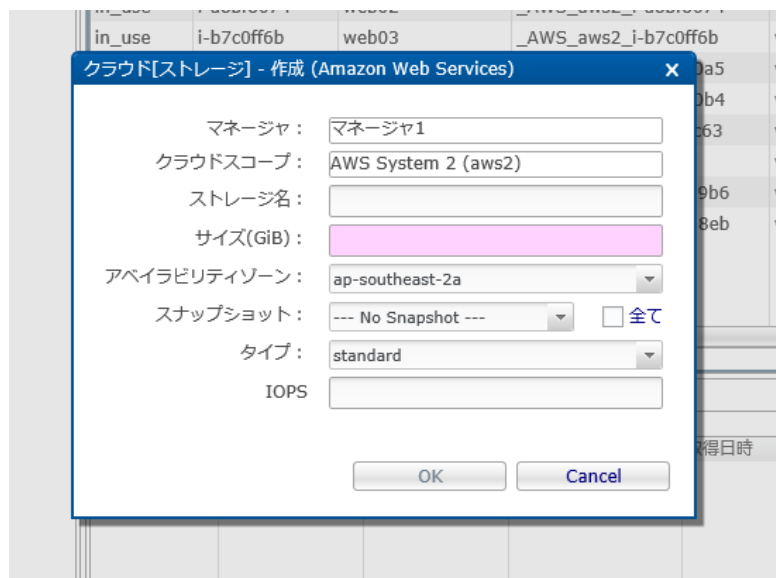 in_use i-b7c0ff6b web03 _AWS_aws2_i-b7c0ff6b
クラウド[ストレージ] - 作成 (Amazon Web Services) X
マネージャ： マネージャ1
クラウドスコープ： AWS System 2 (aws2)
ストレージ名：
サイズ(GiB)：
アベイラビリティゾーン： ap-southeast-2a
スナップショット： --- No Snapshot --- 全て
タイプ： standard
IOPS
OK Cancel
0a5
0b4
c63
9b6
8eb
得日時